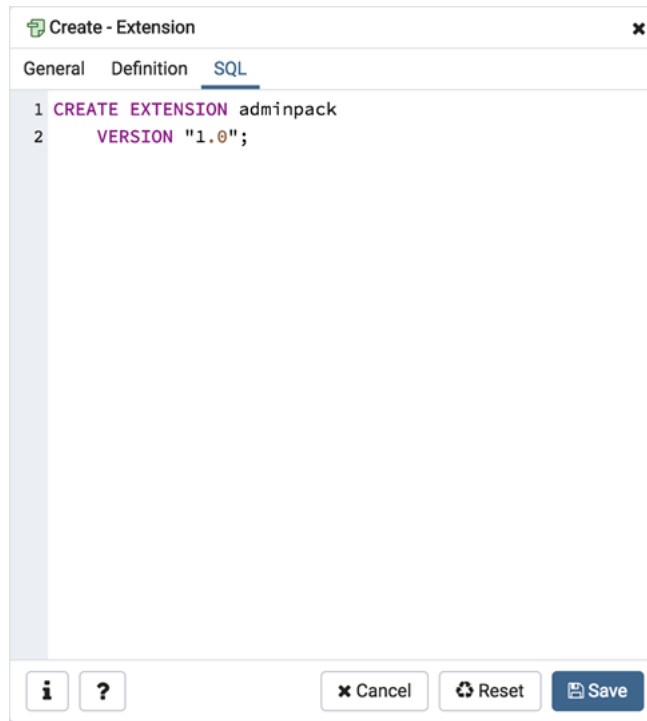 Create - Extension
General Definition SQL
1 CREATE EXTENSION adminpack
2 VERSION "1.0";
i ? Cancel Reset Save